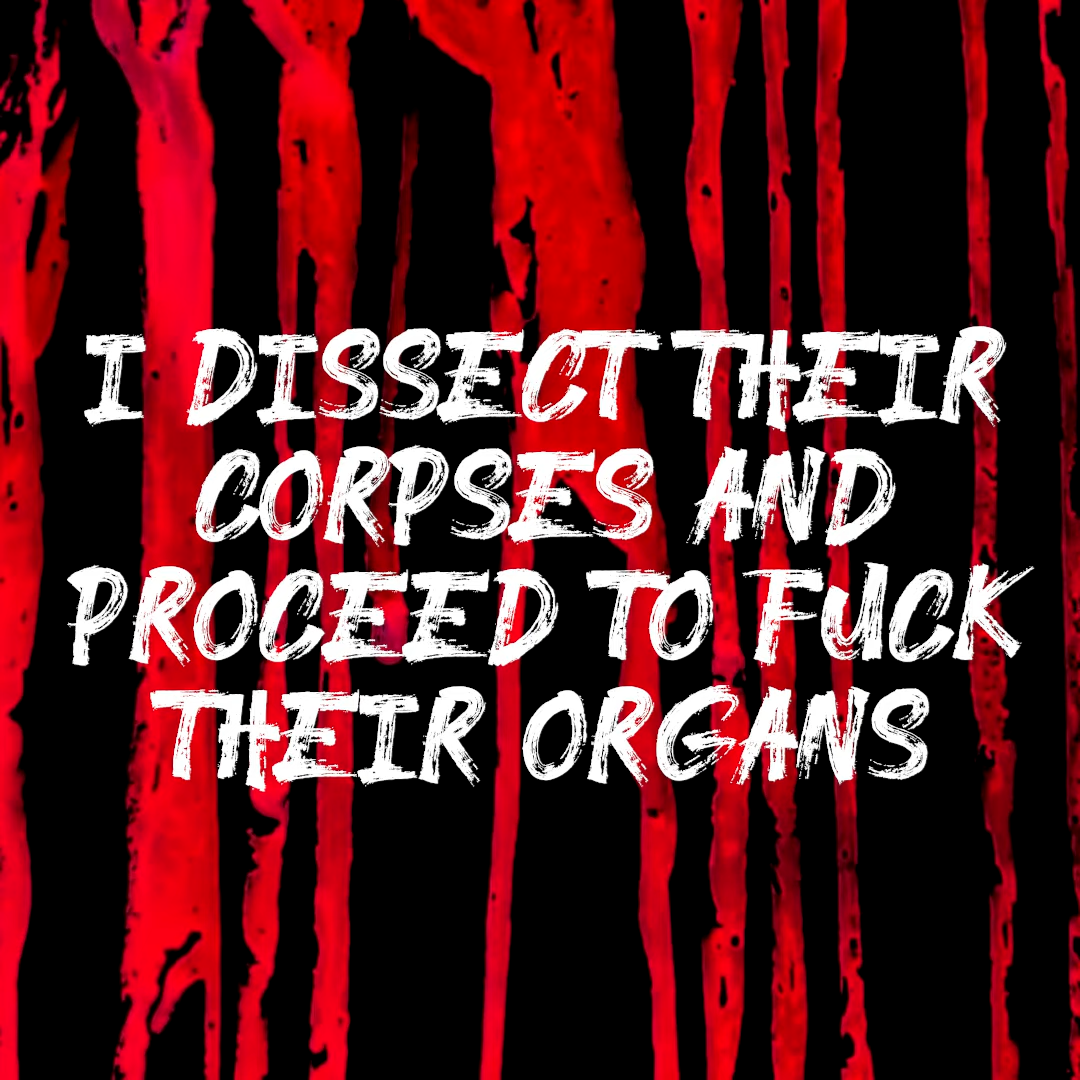 I DISSECT THEIR
CORPSES AND
PROCEED TO FUCK
THEIR ORGANS